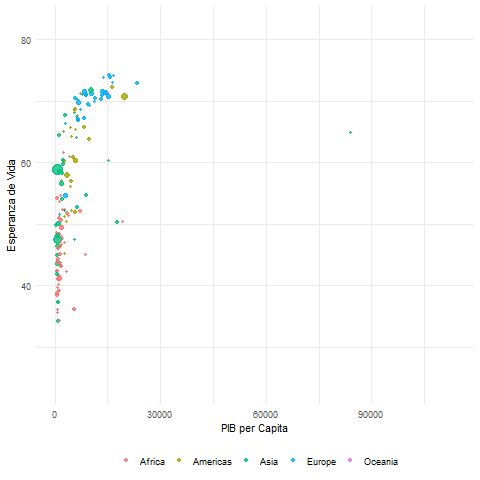 Esperanza de Vida
80
60
40
0 30000 60000 90000
PIB per Capita
Africa Americas Asia Europe Oceania